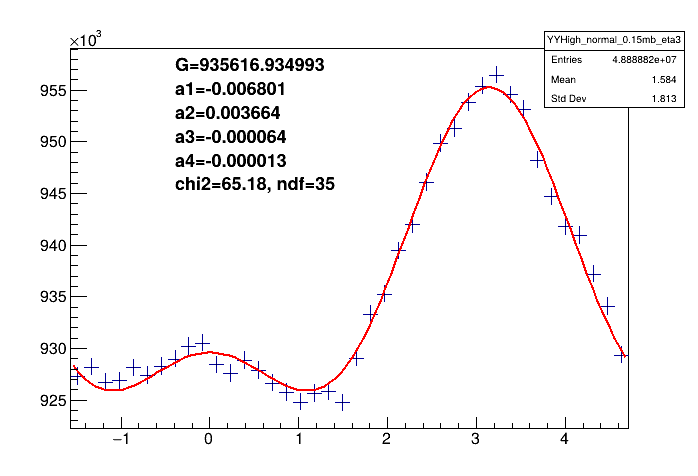 ×10³
YYHigh_normal_0.15mb_eta3
Entries 4.888882e+07
Mean 1.584
Std Dev 1.813
G=935616.934993
a1=-0.006801
a2=0.003664
a3=-0.000064
a4=-0.000013
chi2=65.18, ndf=35
955
950
945
940
935
930
925
−1 0 1 2 3 4